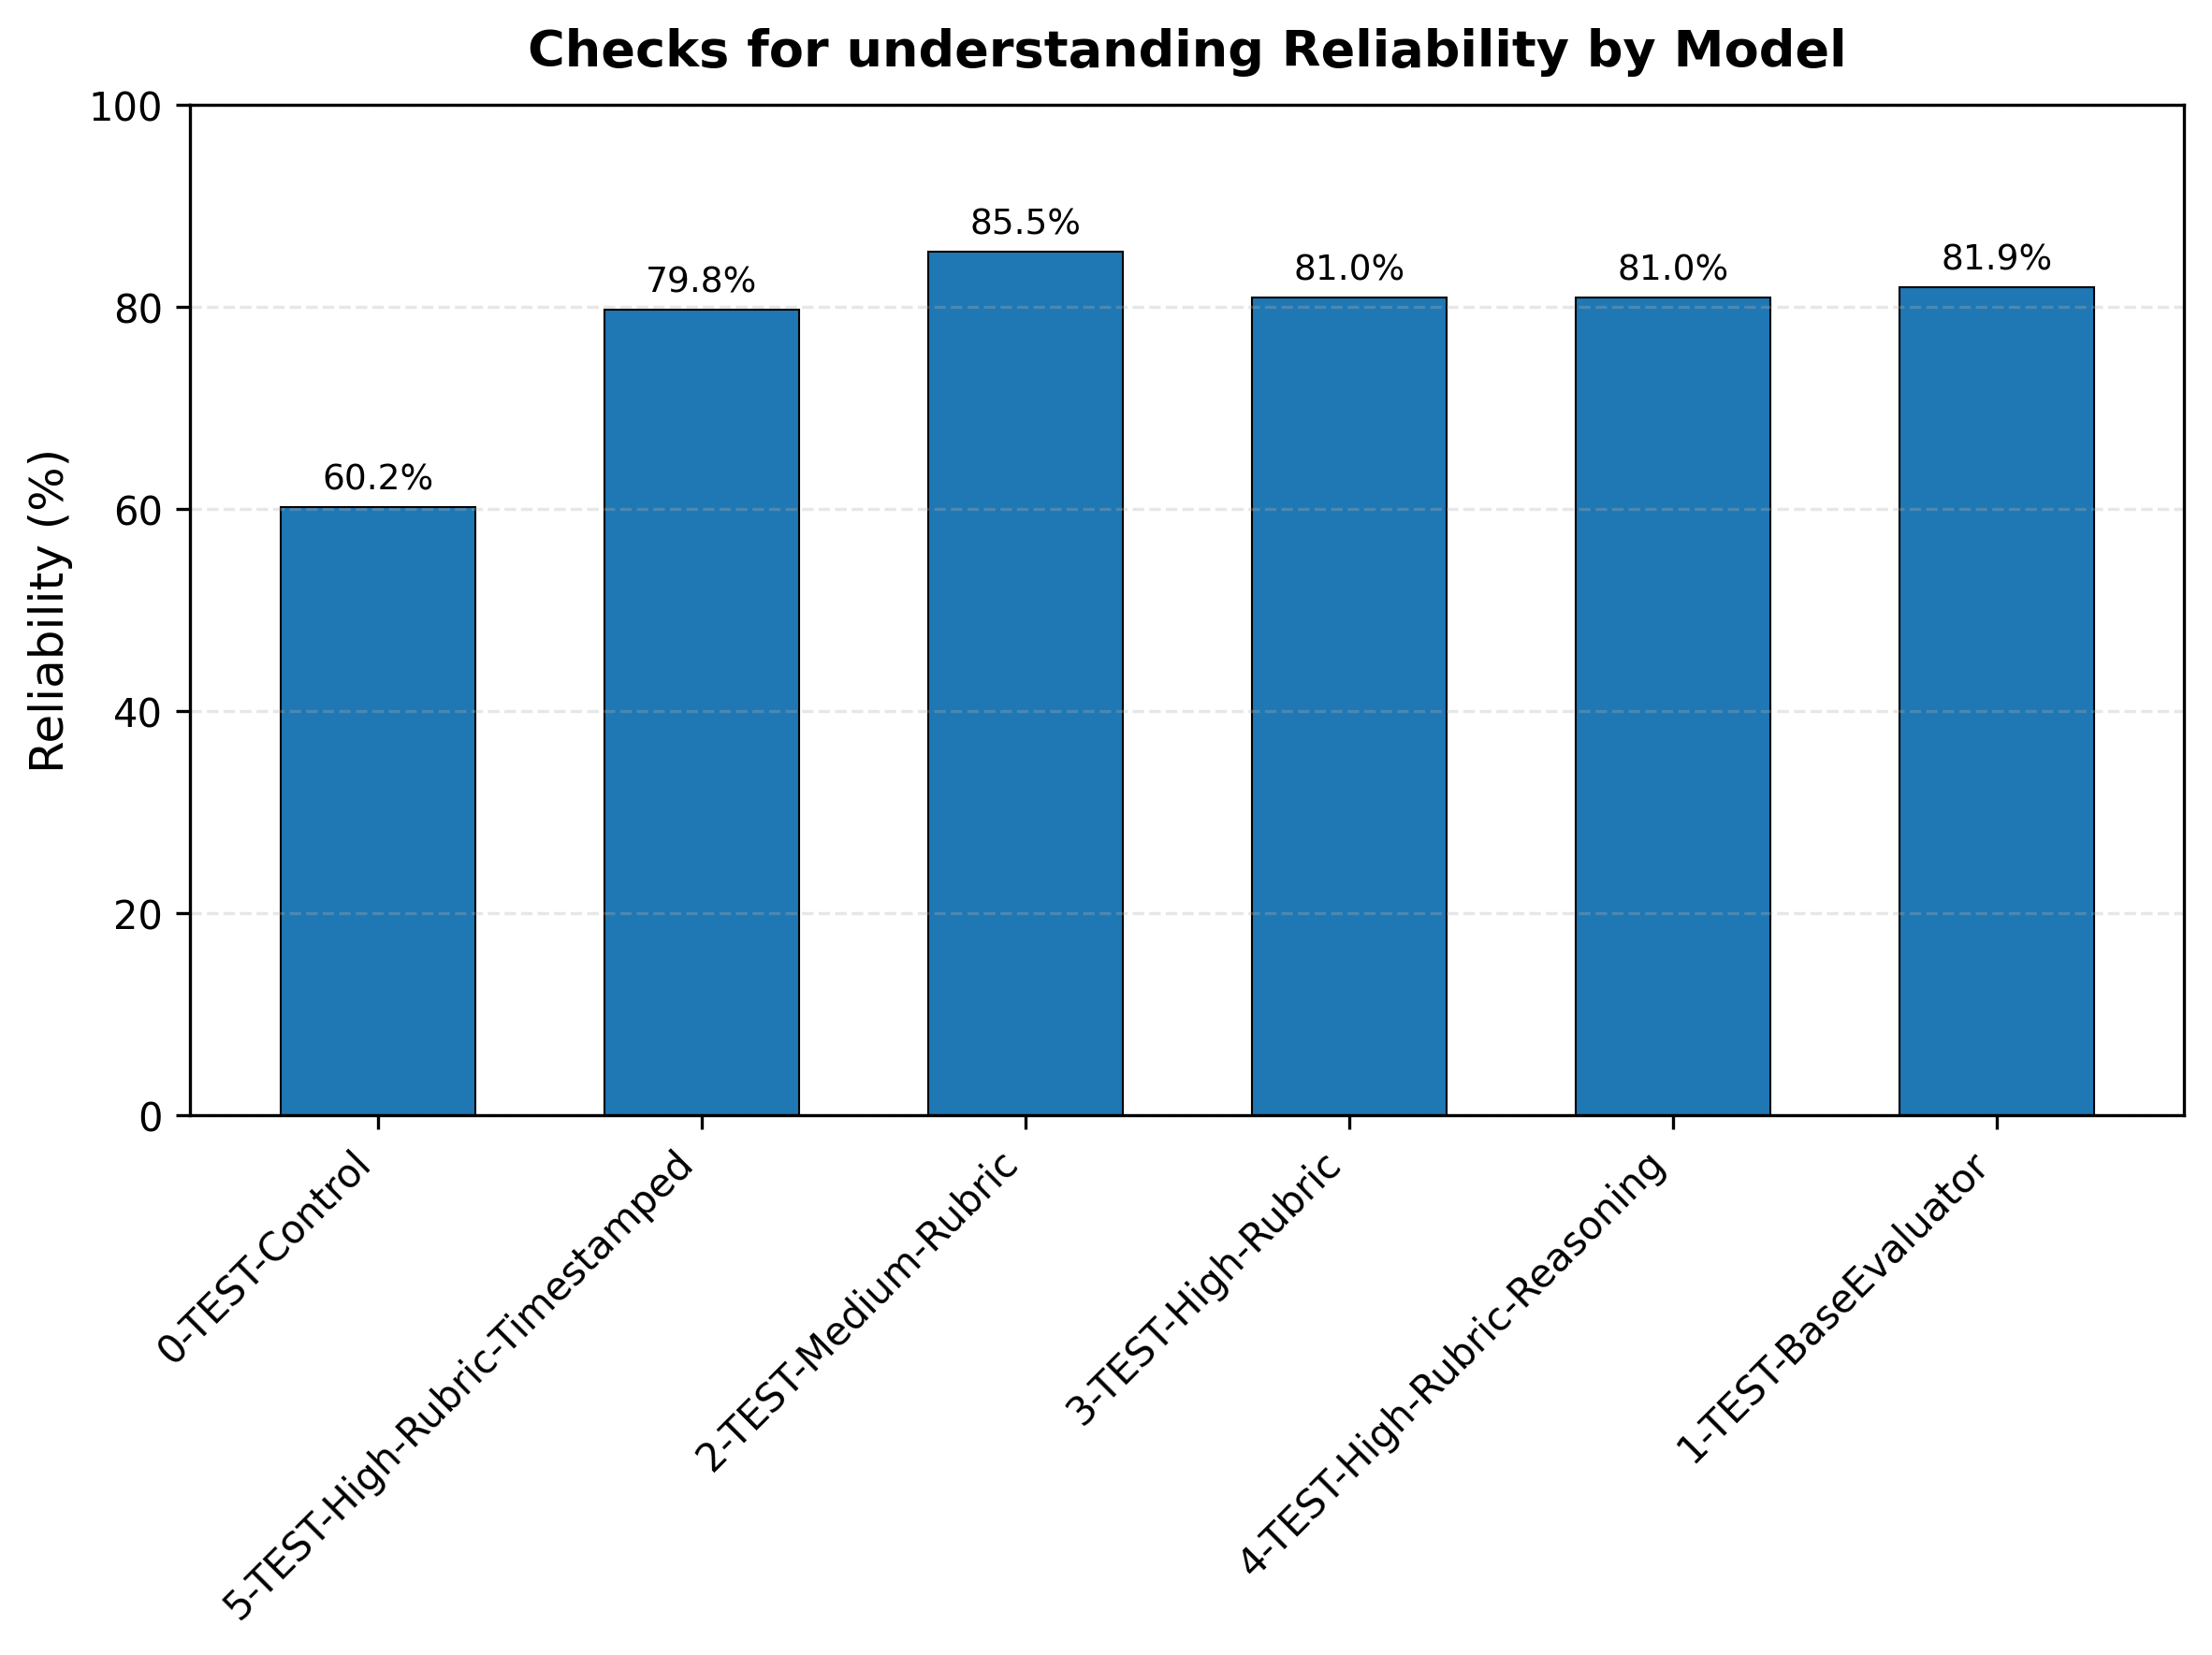 Checks for understanding Reliability by Model
Reliability (%)
100
80
60
40
20
0
60.2%
79.8%
85.5%
81.0%
81.0%
81.9%
0-TEST-Control
5-TEST-High-Rubric-Timestamped
2-TEST-Medium-Rubric
3-TEST-High-Rubric
4-TEST-High-Rubric-Reasoning
1-TEST-BaseEvaluator